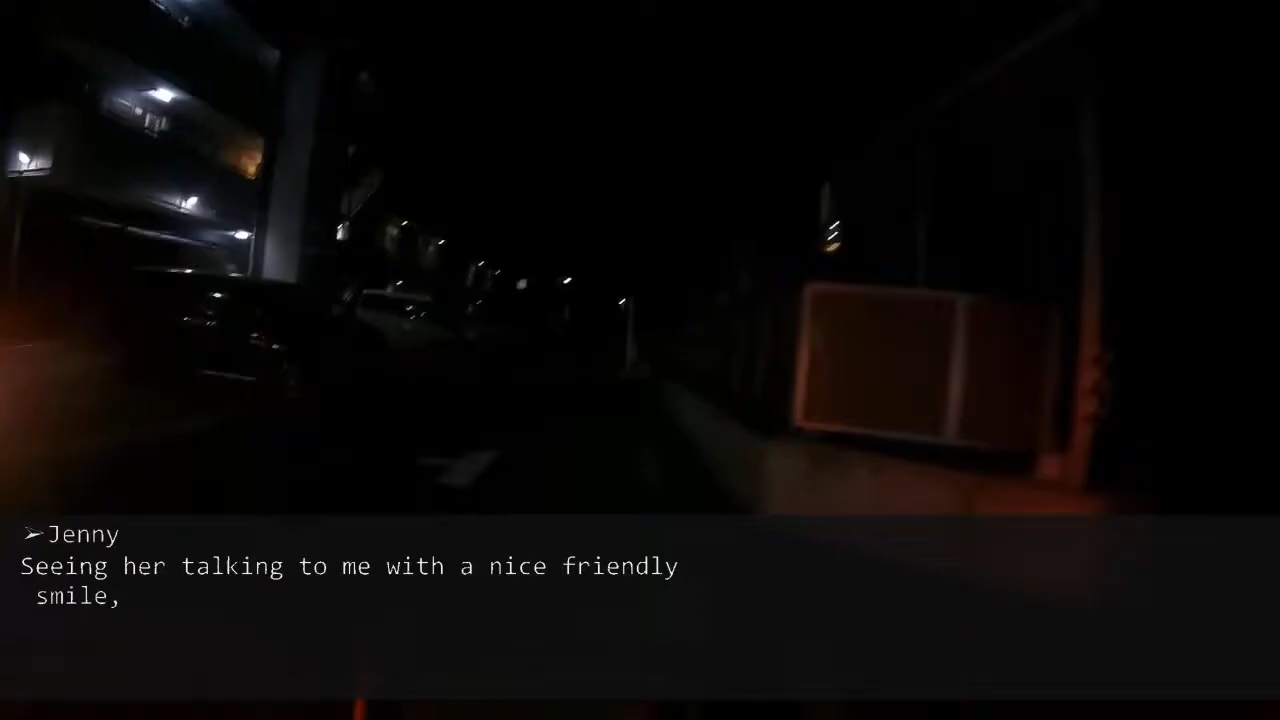 ➢Jenny
Seeing her talking to me with a nice friendly
smile,